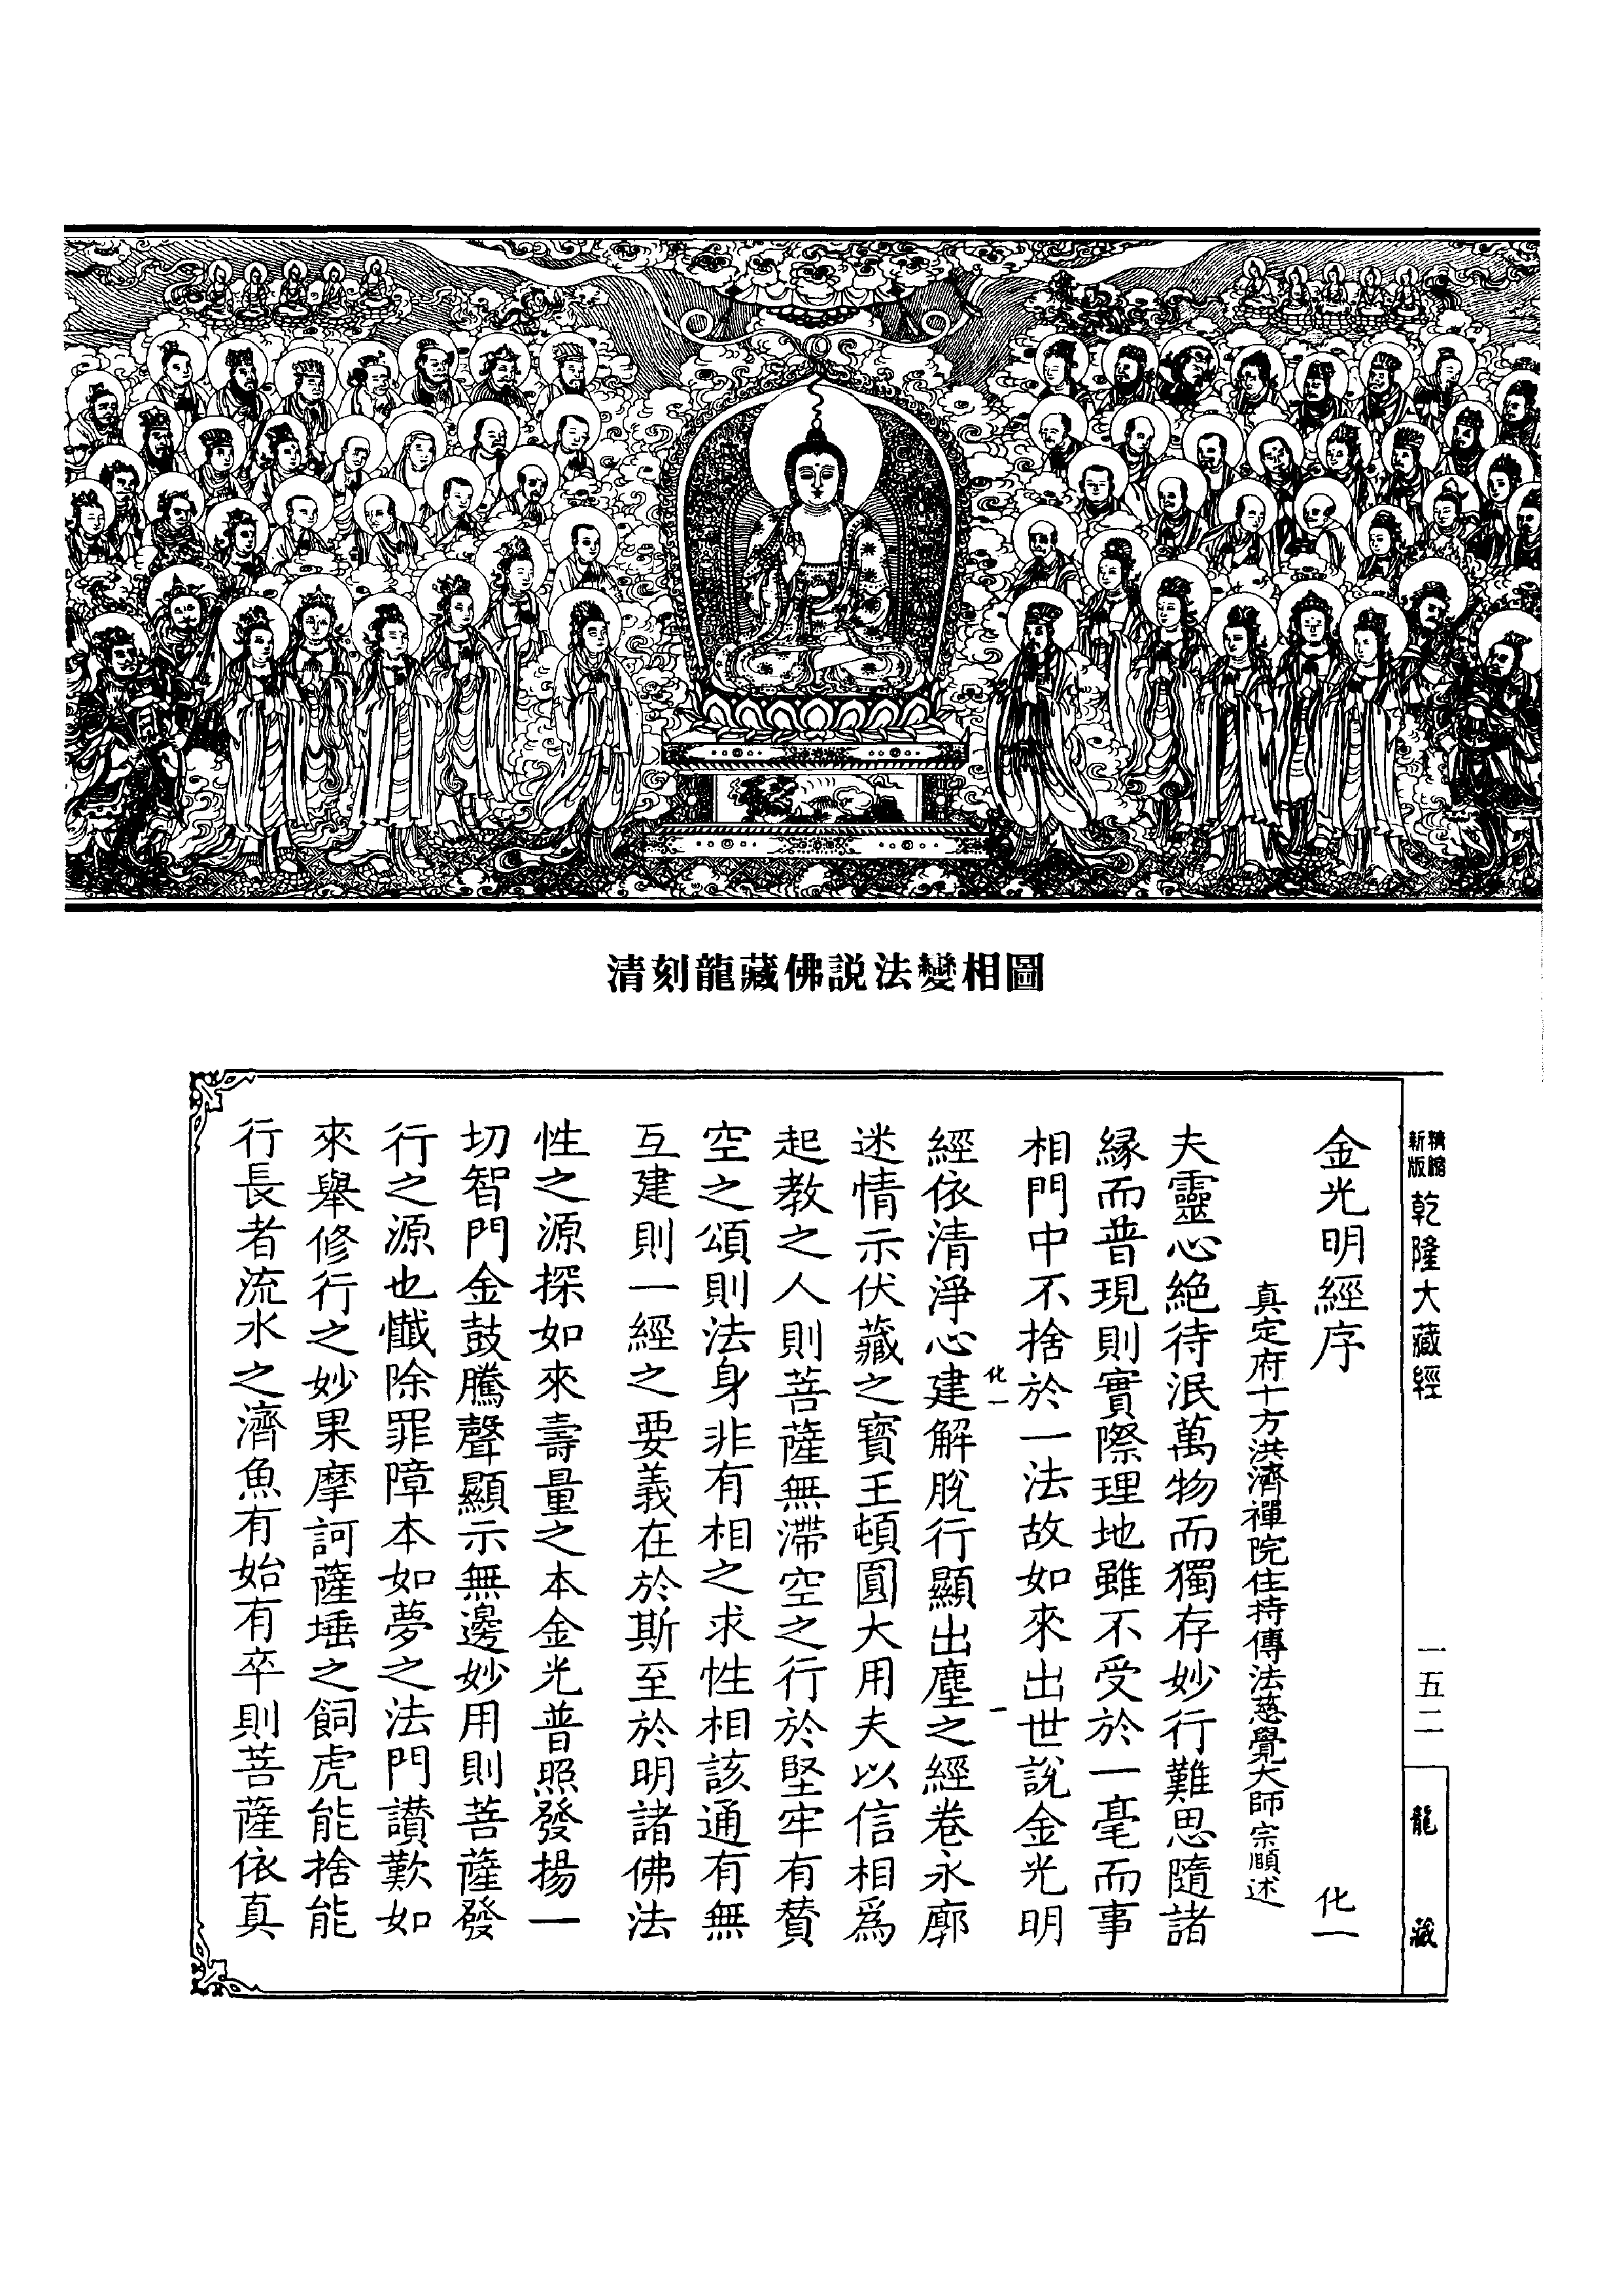 清刻龍藏佛説法變相圖
精縮
新版
乾隆大藏經
一五二
龍藏
金光明經序 化一
真定府十方洪濟禪院住持傳法慈覺大師宗頤述
夫靈心絶待泯萬物而獨存妙行難思隨諸
緣而普現則實際理地雖不受於一毫而事
相門中不捨於一法故如來出世說金光明
化一 一
經依清淨心建解脫行顯出塵之經卷永廓
迷情示伏藏之寶王頓圓大用夫以信相爲
起教之人則菩薩無滯空之行於堅牢有贊
空之頌則法身非有相之求性相該通有無
互建則一經之要義在於斯至於明諸佛法
性之源探如來壽量之本金光普照發揚一
切智門金鼓騰聲顯示無邊妙用則菩薩發
行之源也懺除罪障本如夢之法門讃歎如
來舉修行之妙果摩訶薩埵之飼虎能捨能
行長者流水之濟魚有始有卒則菩薩依真